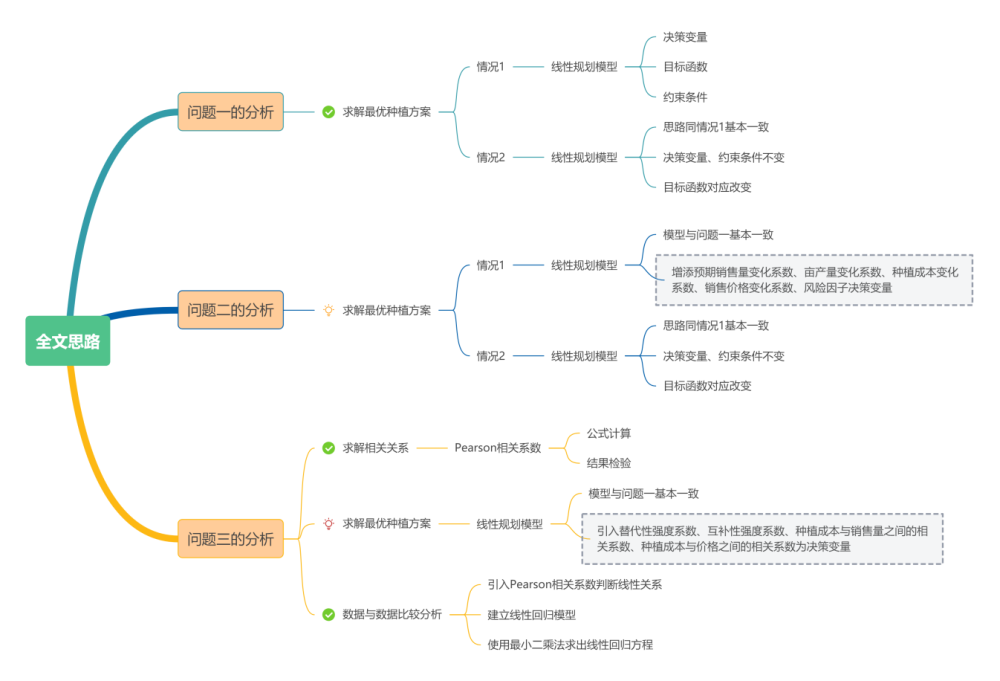 全文思路
问题一的分析
求解最优种植方案
情况1
线性规划模型
决策变量
目标函数
约束条件
情况2
线性规划模型
思路同情况1基本一致
决策变量、约束条件不变
目标函数对应改变
问题二的分析
求解最优种植方案
情况1
线性规划模型
模型与问题一基本一致
增添预期销售量变化系数、亩产量变化系数、种植成本变化
系数、销售价格变化系数、风险因子决策变量
情况2
线性规划模型
思路同情况1基本一致
决策变量、约束条件不变
目标函数对应改变
问题三的分析
求解相关关系
Pearson相关系数
公式计算
结果检验
求解最优种植方案
线性规划模型
模型与问题一基本一致
引入替代性强度系数、互补性强度系数、种植成本与销售量之间的相
关系数、种植成本与价格之间的相关系数为决策变量
数据与数据比较分析
引入Pearson相关系数判断线性关系
建立线性回归模型
使用最小二乘法求出线性回归方程